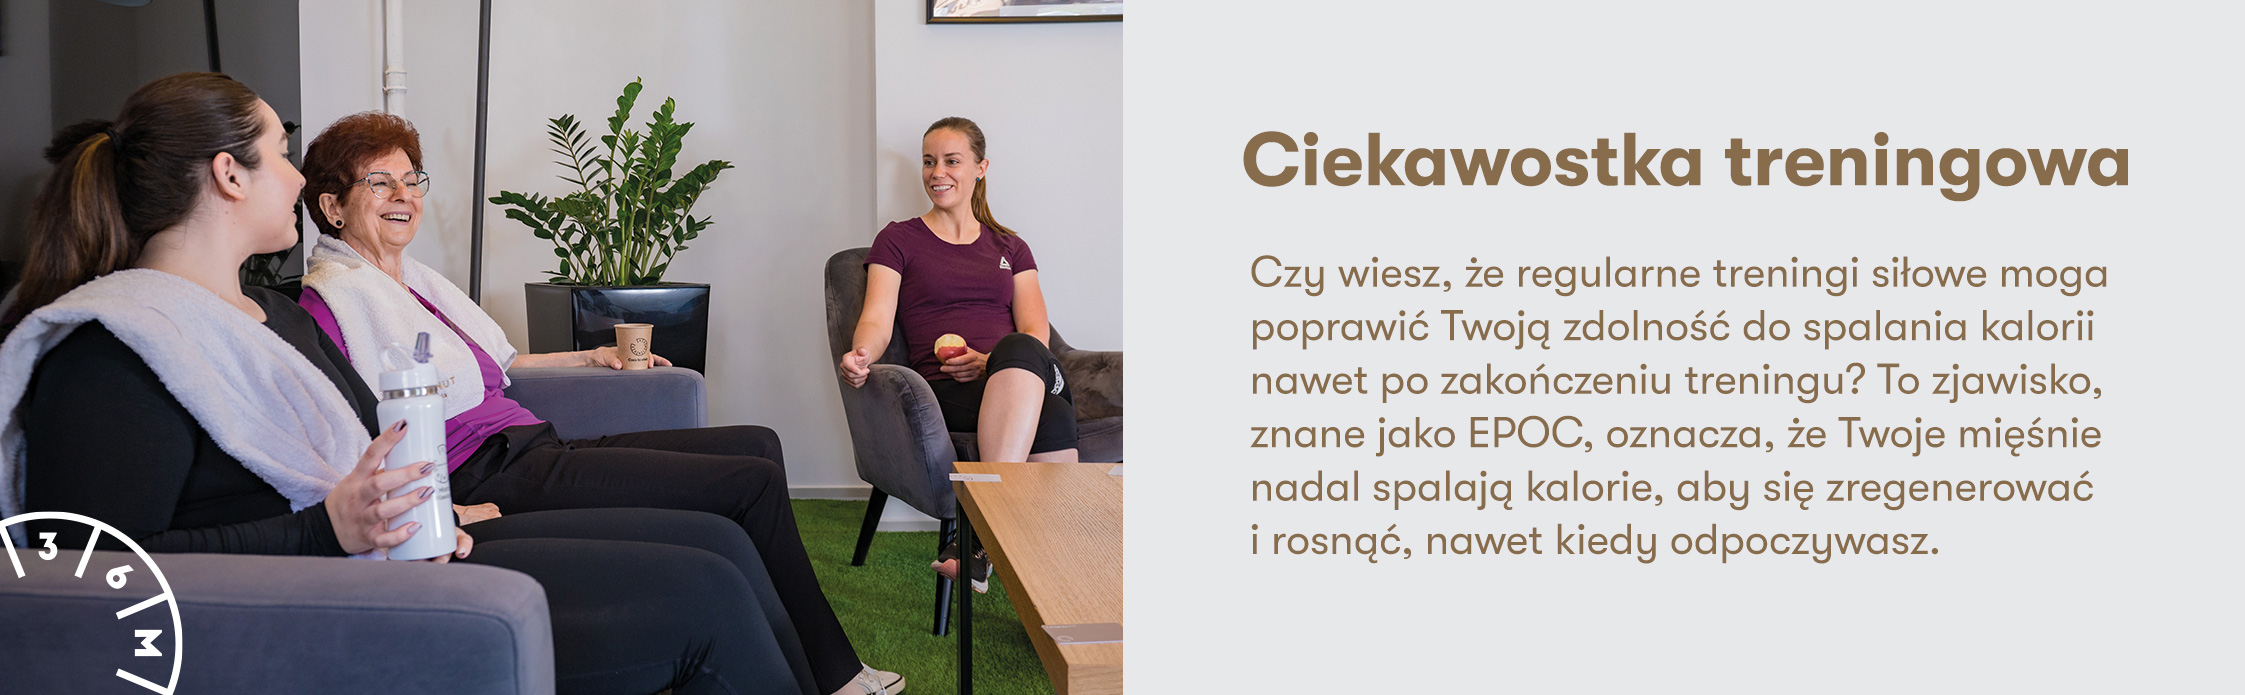 Ciekawostka treningowa
Czy wiesz, że regularne treningi siłowe moga
poprawić Twoją zdolność do spalania kalorii
nawet po zakończeniu treningu? To zjawisko,
znane jako EPOC, oznacza, że Twoje mięśnie
nadal spalają kalorie, aby się zregenerować
i rosnąć, nawet kiedy odpoczywasz.
3
6
M